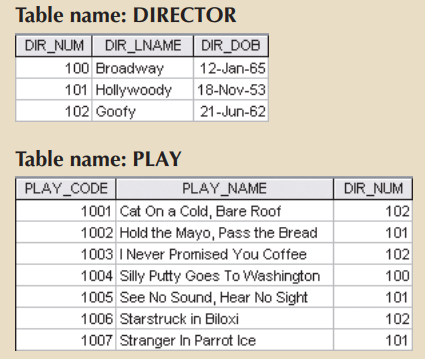 Table name: DIRECTOR
DIR_NUM DIR_LNAME DIR_DOB
100 Broadway 12-Jan-65
101 Hollywoody 18-Nov-53
102 Goofy 21-Jun-62
Table name: PLAY
PLAY_CODE PLAY_NAME DIR_NUM
1001 Cat On a Cold, Bare Roof 102
1002 Hold the Mayo, Pass the Bread 101
1003 I Never Promised You Coffee 102
1004 Silly Putty Goes To Washington 100
1005 See No Sound, Hear No Sight 101
1006 Starstruck in Biloxi 102
1007 Stranger In Parrot Ice 101